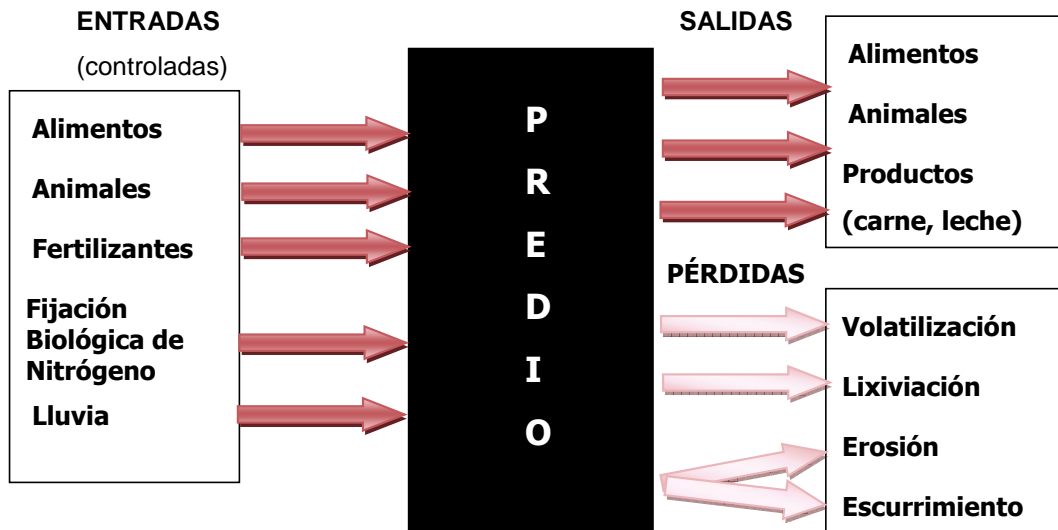 ENTRADAS
(controladas)
Alimentos
Animales
Fertilizantes
Fijación
Biológica de
Nitrógeno
Lluvia
P
R
E
D
I
O
SALIDAS
Alimentos
Animales
Productos
(carne, leche)
PÉRDIDAS
Volatilización
Lixiviación
Erosión
Escurrimiento